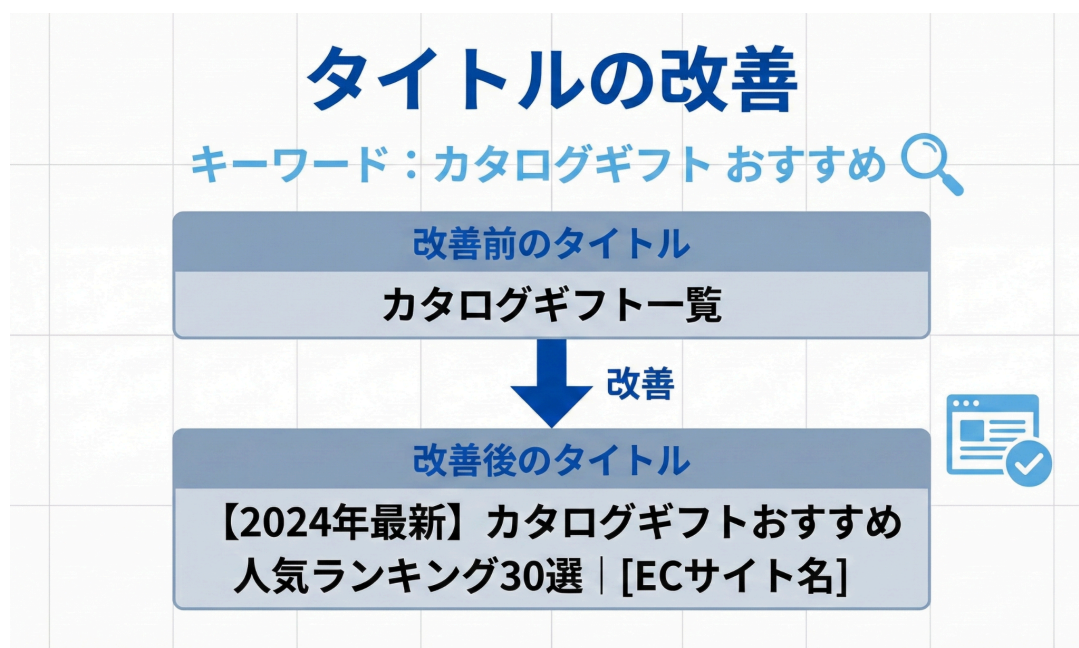 タイトルの改善
キーワード：カタログギフト おすすめ
改善前のタイトル
カタログギフト一覧
改善
改善後のタイトル
【2024年最新】カタログギフトおすすめ
人気ランキング30選｜[ECサイト名]